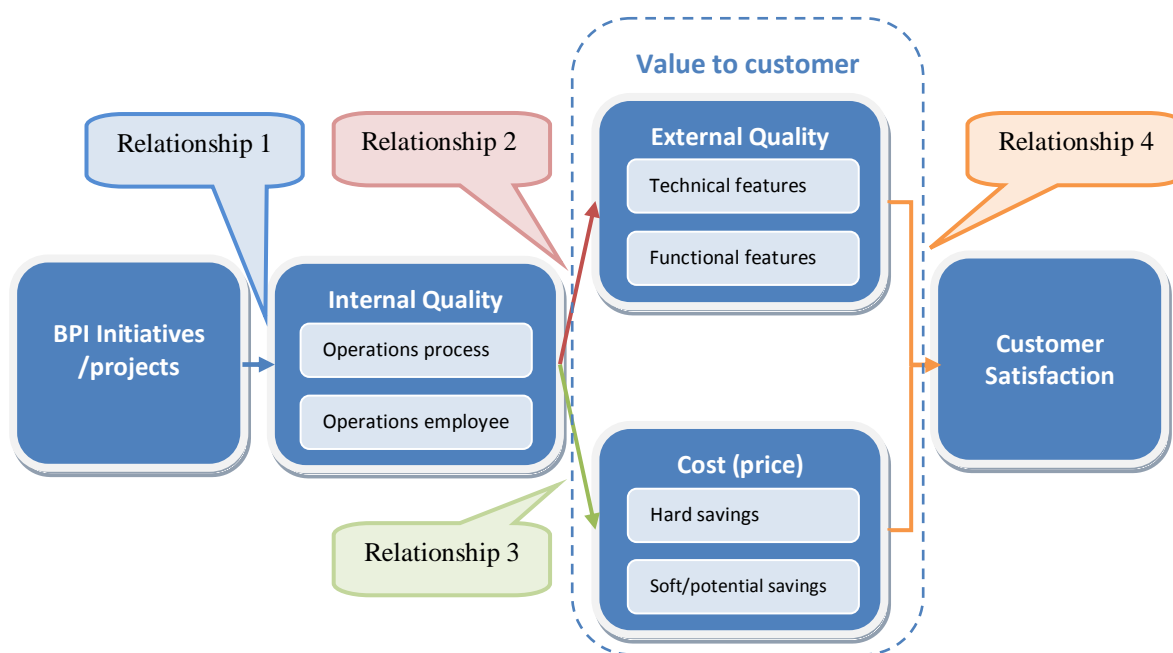 Value to customer
Relationship 1
Relationship 2
External Quality
Relationship 4
Technical features
Functional features
BPI Initiatives
/projects
Internal Quality
Operations process
Operations employee
Customer
Satisfaction
Cost (price)
Hard savings
Soft/potential savings
Relationship 3